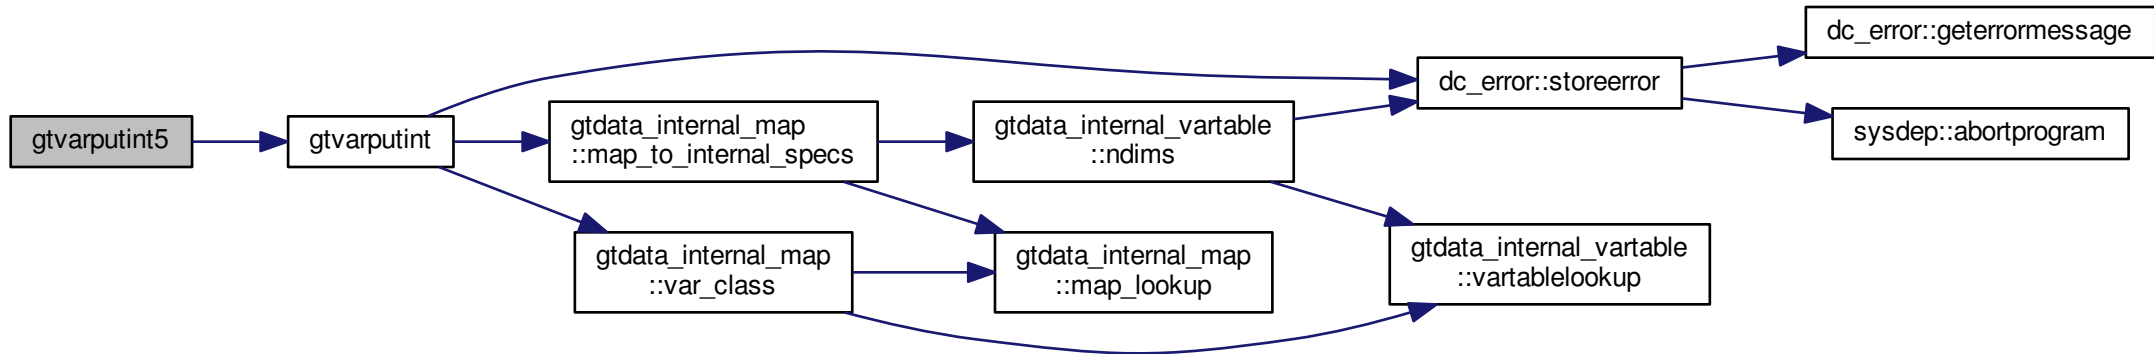 gtvarputint5
gtvarputint
gtdata_internal_map
::map_to_internal_specs
gtdata_internal_map
::var_class
gtdata_internal_vartable
::ndims
gtdata_internal_map
::map_lookup
dc_error::storeerror
gtdata_internal_vartable
::vartablelookup
dc_error::geterrormessage
sysdep::abortprogram